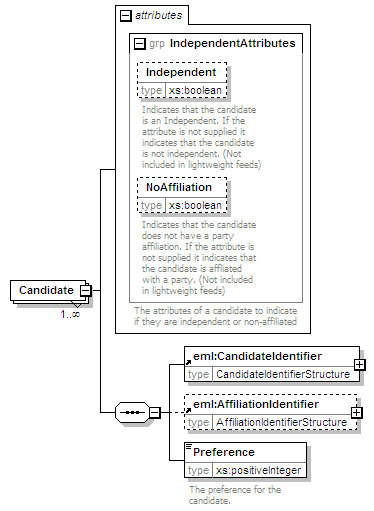 attributes
grp IndependentAttributes
Independent
type xs:boolean
Indicates that the candidate
is an Independent. If the
attribute is not supplied it
indicates that the candidate
is not independent. (Not
included in lightweight feeds)
NoAffiliation
type xs:boolean
Indicates that the candidate
does not have a party
affiliation. If the attribute is
not supplied it indicates that
the candidate is affliated
with a party. (Not included
in lightweight feeds)
The attributes of a candidate to indicate
if they are independent or non-affiliated
Candidate
1..∞
eml:CandidateIdentifier
type CandidateIdentifierStructure
eml:AffiliationIdentifier
type AffiliationIdentifierStructure
Preference
type xs:positiveInteger
The preference for the
candidate.